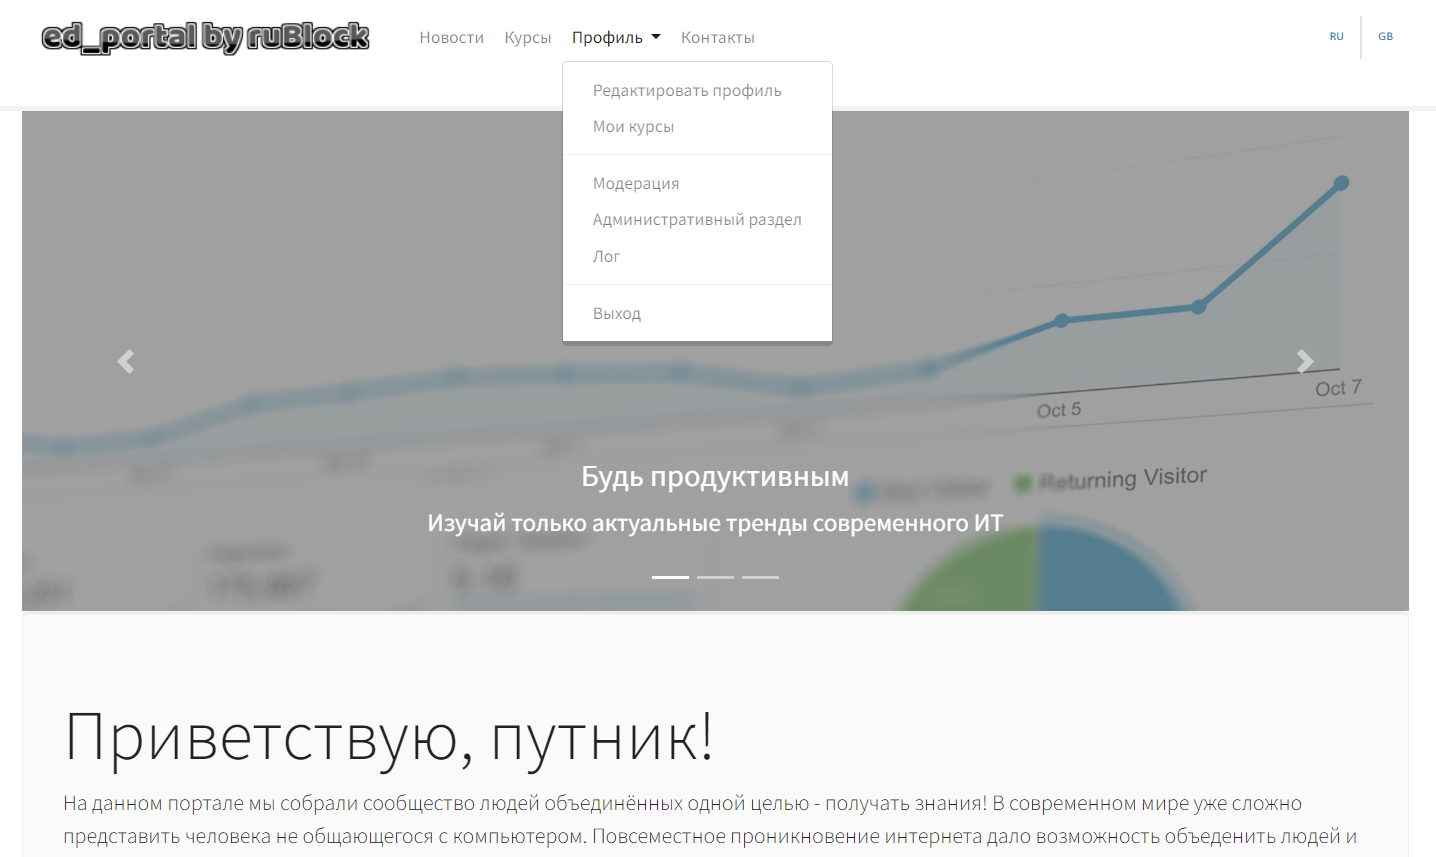 ed_portal by ruBlock
Новости Курсы Профиль Контакты
RU GB
Редактировать профиль
Мои курсы
Модерация
Административный раздел
Лог
Выход
Oct 5
Oct 7
Returning Visitor
Будь продуктивным
Изучай только актуальные тренды современного ИТ
Приветствую, путник!
На данном портале мы собрали сообщество людей объединённых одной целью - получать знания! В современном мире уже сложно
представить человека не общающегося с компьютером. Повсеместное проникновение интернета дало возможность объеденить людей и